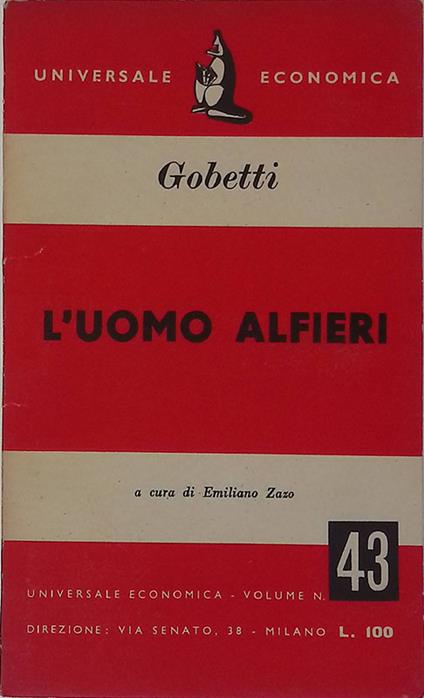 UNIVERSALE ECONOMICA
Gobetti
L'UOMO ALFIERI
a cura di Emiliano Zazo
UNIVERSALE ECONOMICA - VOLUME N. 43
DIREZIONE: VIA SENATO, 38 - MILANO L. 100